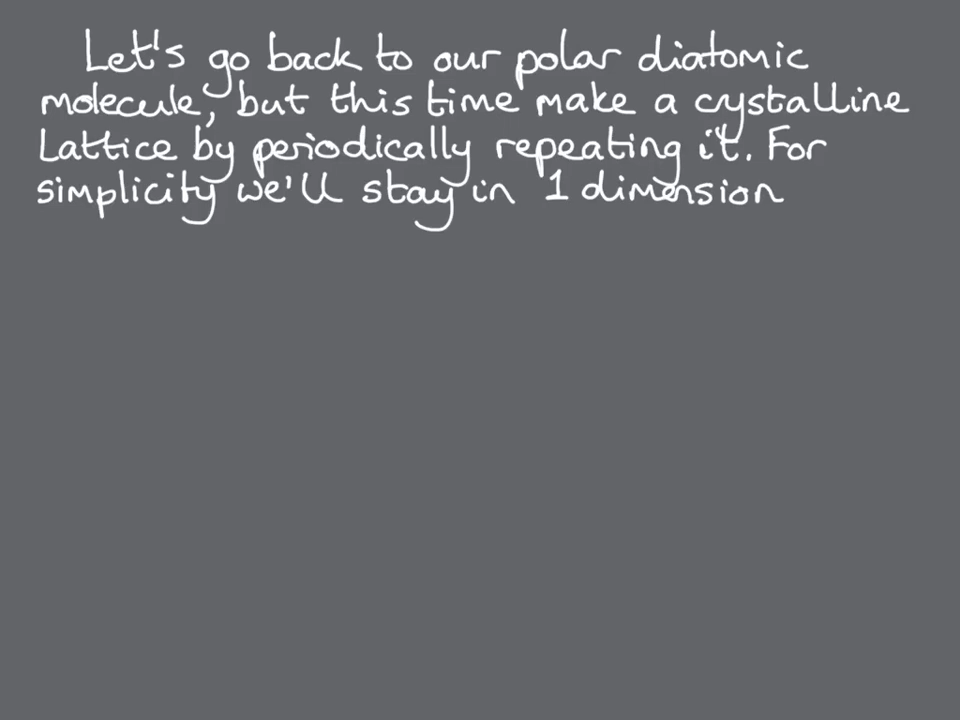 Let's go back to our polar diatomic
molecule, but this time make a crystalline
Lattice by periodically repeating it. For
simplicity we'll stay in 1 dimension